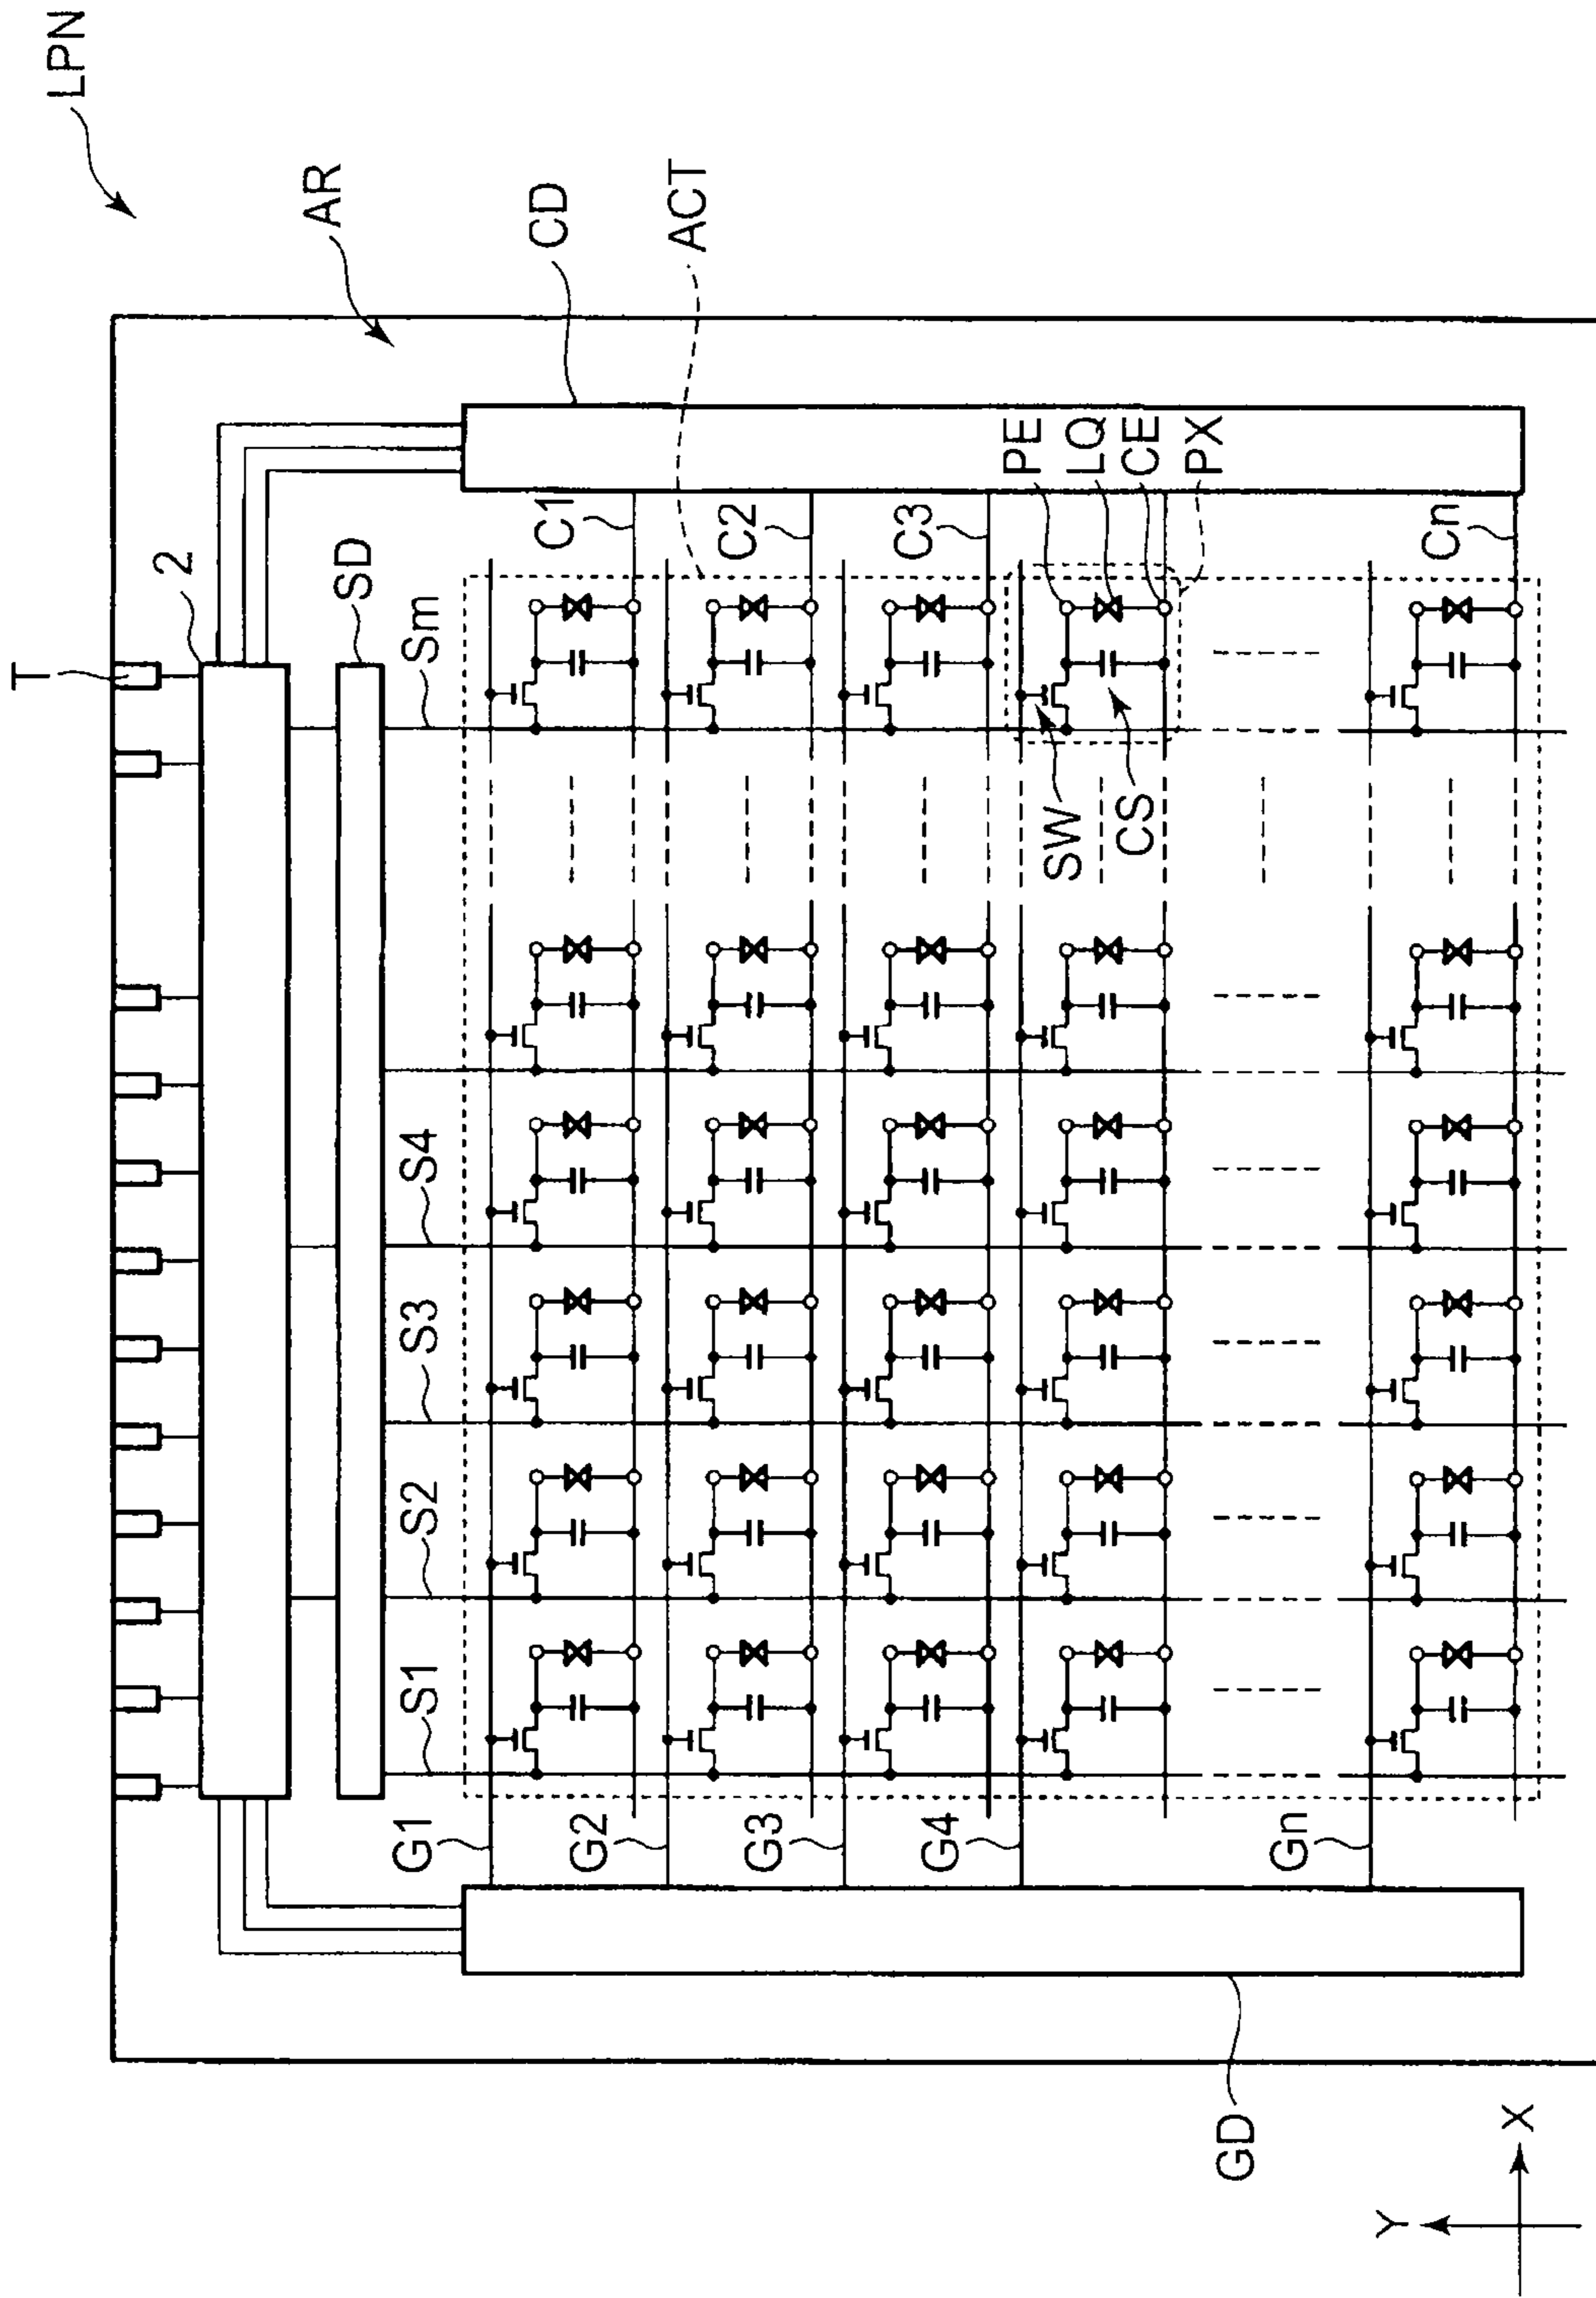 LPN
AR
CD
ACT
T
2
SD
Sm
S4
S3
S2
S1
C1
C2
C3
Cn
PE
LQ
CE
PX
SW
CS
G1
G2
G3
G4
Gn
GD
Y
X